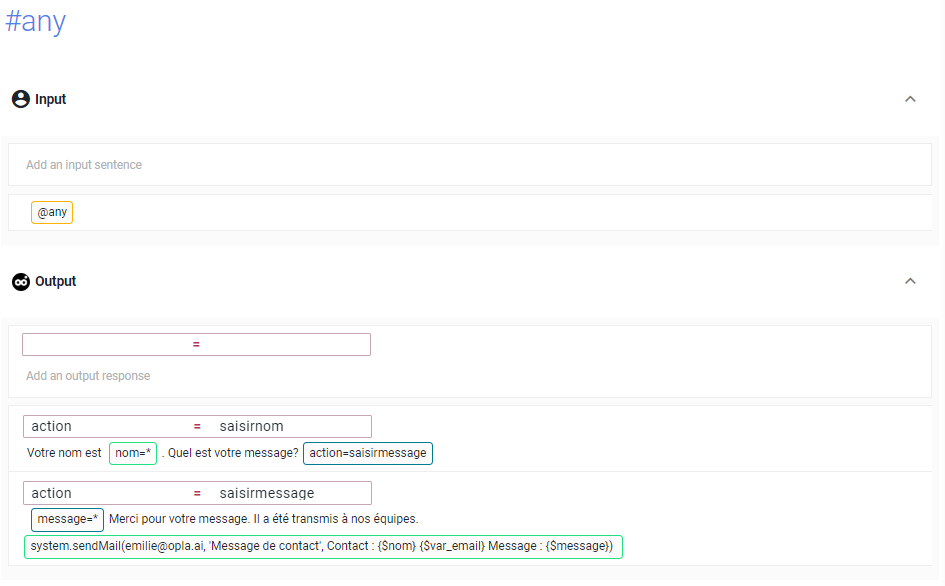 #any
Input
Add an input sentence
@any
Output
=
Add an output response
action = saisirnom
Votre nom est nom=* . Quel est votre message? action=saisirmessage
action = saisirmessage
message=* Merci pour votre message. Il a été transmis à nos équipes.
system.sendMail(emilie@opla.ai, 'Message de contact', Contact : {$nom} {$var_email} Message : {$message})